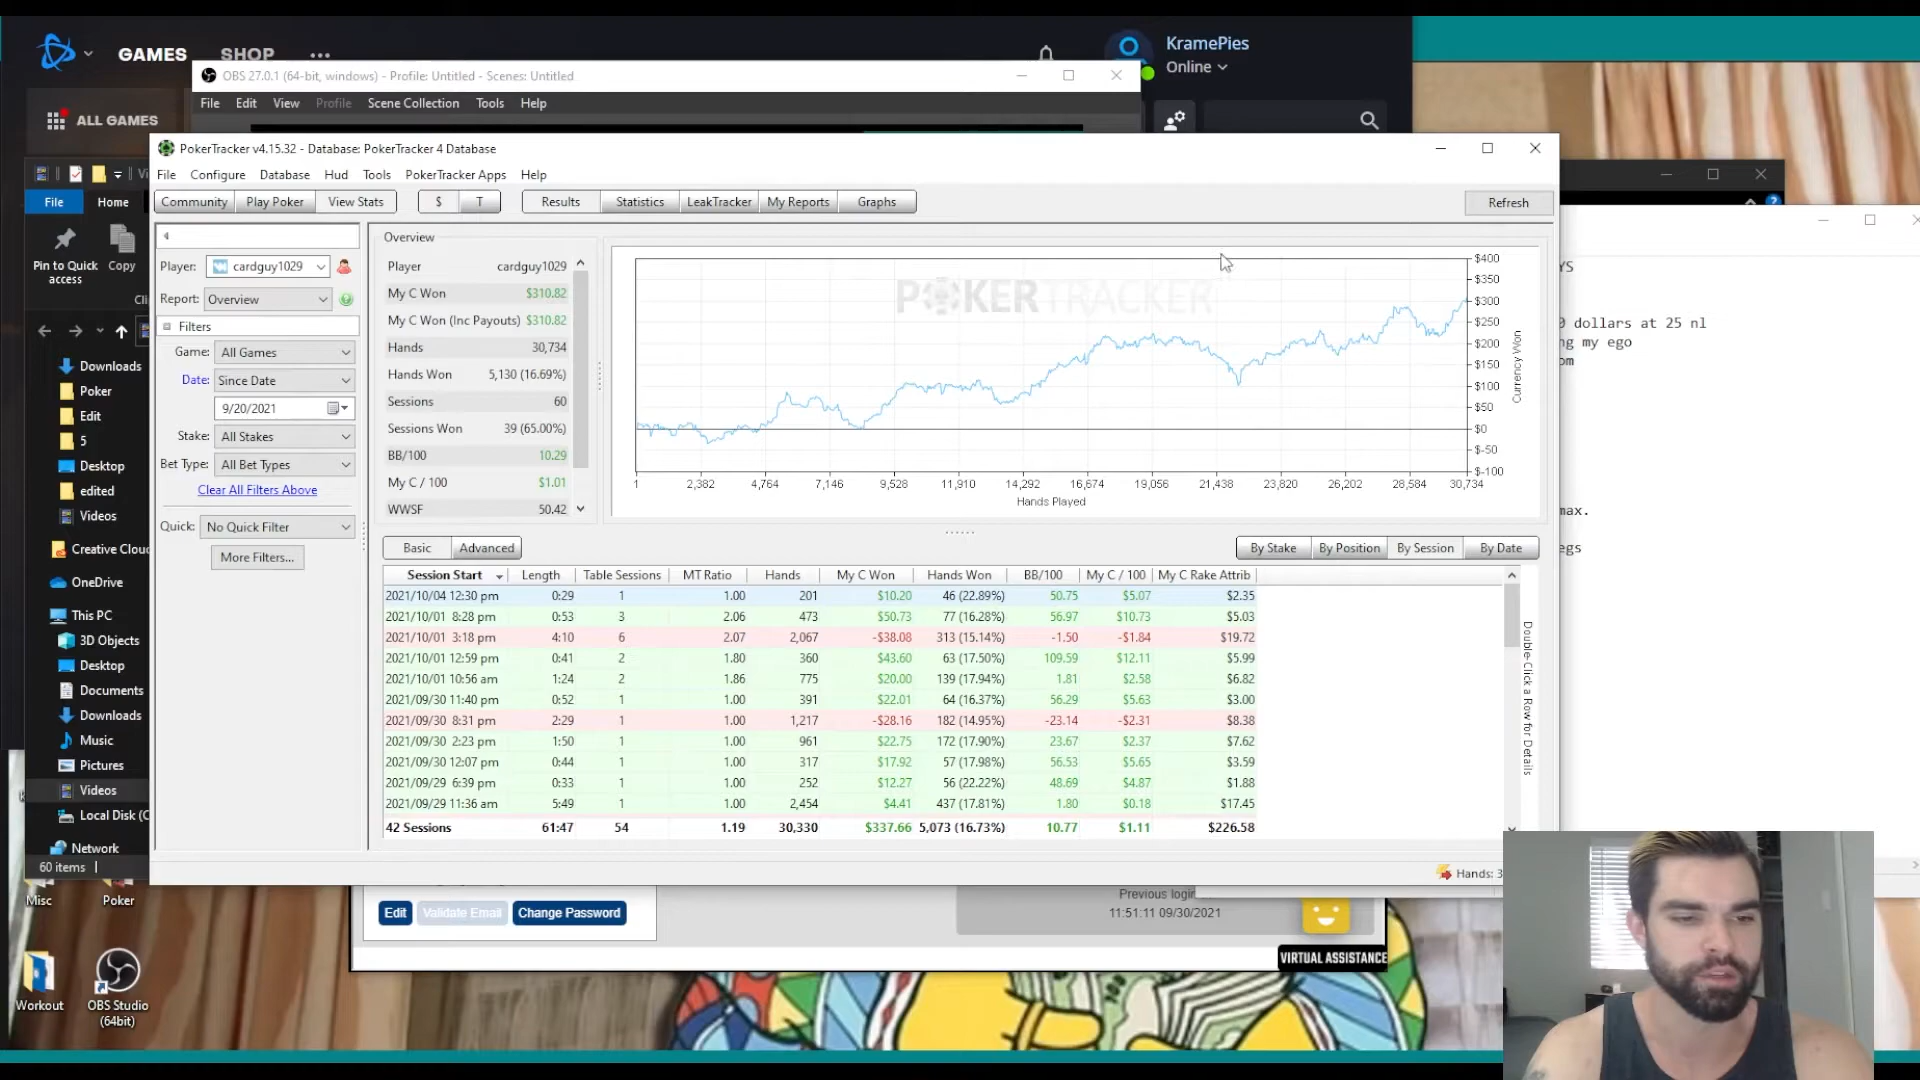 GAMES SHOP ...
KramePies
Online
ALL GAMES
OBS 27.0.1 (64-bit, windows) - Profile: Untitled - Scenes: Untitled
File Edit View Profile Scene Collection Tools Help
PokerTracker v4.15.32 - Database: PokerTracker 4 Database
File Configure Database Hud Tools PokerTracker Apps Help
Community Play Poker View Stats $ T Results Statistics LeakTracker My Reports Graphs Refresh
File Home
Pin to Quick access
Copy
Downloads
Poker
Edit
5
Desktop
edited
Videos
Creative Clou
OneDrive
This PC
3D Objects
Desktop
Documents
Downloads
Music
Pictures
Videos
Local Disk (C
Network
60 items
Player: cardguy1029
Report: Overview
Filters
Game: All Games
Date: Since Date
9/20/2021
Stake: All Stakes
Bet Type: All Bet Types
Clear All Filters Above
Quick: No Quick Filter
More Filters...
Overview
Player cardguy1029
My C Won $310.82
My C Won (Inc Payouts) $310.82
Hands 30,734
Hands Won 5,130 (16.69%)
Sessions 60
Sessions Won 39 (65.00%)
BB/100 10.29
My C / 100 $1.01
WWSF 50.42
POKERTRACKER
$400
$350
$300
$250
$200
$150
$100
$50
$0
$-50
$-100
Currency Won
1 2,382 4,764 7,146 9,528 11,910 14,292 16,674 19,056 21,438 23,820 26,202 28,584 30,734
Hands Played
Basic Advanced By Stake By Position By Session By Date
Session Start Length Table Sessions MT Ratio Hands My C Won Hands Won BB/100 My C / 100 My C Rake Attrib
2021/10/04 12:30 pm 0:29 1 1.00 201 $10.20 46 (22.89%) 50.75 $5.07 $2.35
2021/10/01 8:28 pm 0:53 3 2.06 473 $50.73 77 (16.28%) 56.97 $10.73 $5.03
2021/10/01 3:18 pm 4:10 6 2.07 2,067 -$38.08 313 (15.14%) -1.50 -$1.84 $19.72
2021/10/01 12:59 pm 0:41 2 1.80 360 $43.60 63 (17.50%) 109.59 $12.11 $5.99
2021/10/01 10:56 am 1:24 2 1.86 775 $20.00 139 (17.94%) 1.81 $2.58 $6.82
2021/09/30 11:40 pm 0:52 1 1.00 391 $22.01 64 (16.37%) 56.29 $5.63 $3.00
2021/09/30 8:31 pm 2:29 1 1.00 1,217 -$28.16 182 (14.95%) -23.14 -$2.31 $8.38
2021/09/30 2:23 pm 1:50 1 1.00 961 $22.75 172 (17.90%) 23.67 $2.37 $7.62
2021/09/30 12:07 pm 0:44 1 1.00 317 $17.92 57 (17.98%) 56.53 $5.65 $3.59
2021/09/29 6:39 pm 0:33 1 1.00 252 $12.27 56 (22.22%) 48.69 $4.87 $1.88
2021/09/29 11:36 am 5:49 1 1.00 2,454 $4.41 437 (17.81%) 1.80 $0.18 $17.45
42 Sessions 61:47 54 1.19 30,330 $337.66 5,073 (16.73%) 10.77 $1.11 $226.58
Double-Click a Row for Details
Hands: 3
YS
0 dollars at 25 nl
ng my ego
om
max.
egs
Edit Validate Email Change Password
Previous login
11:51:11 09/30/2021
VIRTUAL ASSISTANCE
Misc
Poker
Workout
OBS Studio
(64bit)